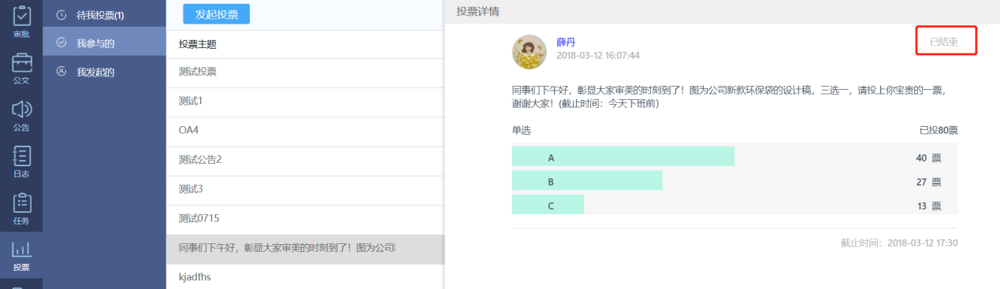 审批
公文
公告
日志
任务
投票
待我投票(1)
我参与的
我发起的
发起投票
投票主题
测试投票
测试1
OA4
测试公告2
测试3
测试0715
同事们下午好，彰显大家审美的时刻到了！图为公司
kjadfhs
投票详情
薛丹
2018-03-12 16:07:44
已结束
同事们下午好，彰显大家审美的时刻到了！图为公司新款环保袋的设计稿，三选一，请投上你宝贵的一票，
谢谢大家！(截止时间：今天下班前)
单选 已投80票
A 40 票
B 27 票
C 13 票
截止时间：2018-03-12 17:30